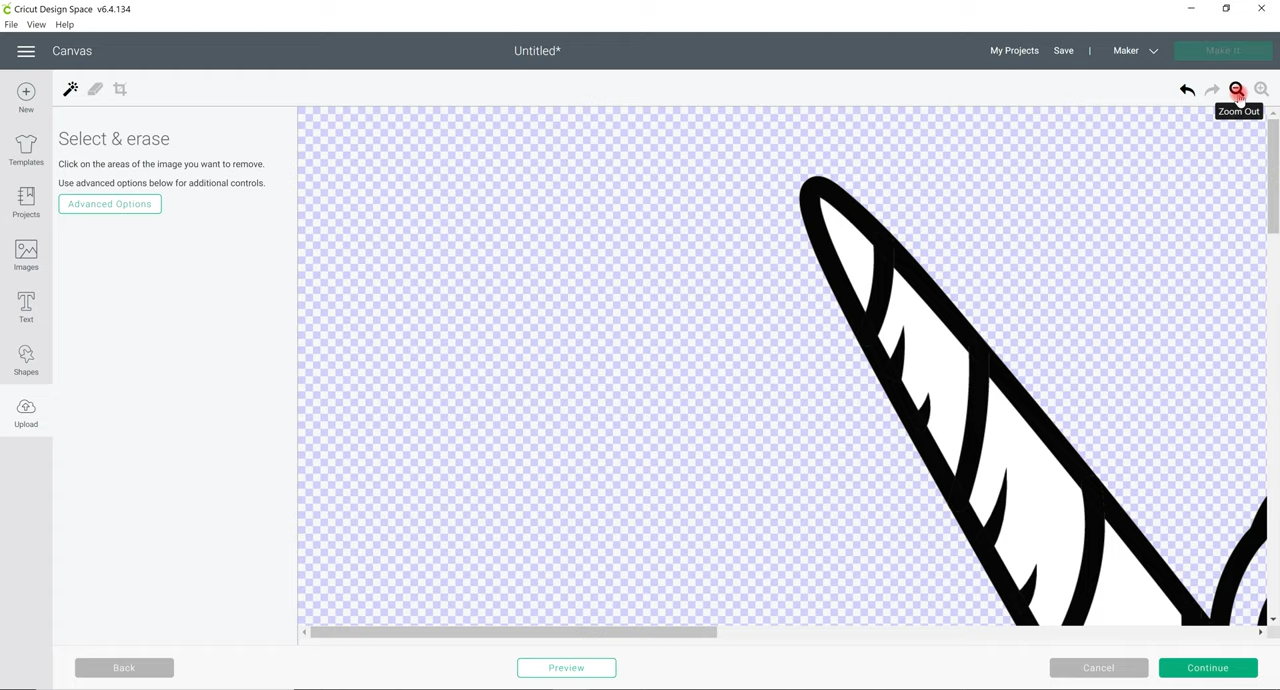 Cricut Design Space v6.4.134
File View Help
Canvas
Untitled*
My Projects Save | Maker Make It
New
Templates
Projects
Images
Text
Shapes
Upload
Zoom Out
Select & erase
Click on the areas of the image you want to remove.
Use advanced options below for additional controls.
Advanced Options
Back
Preview
Cancel
Continue